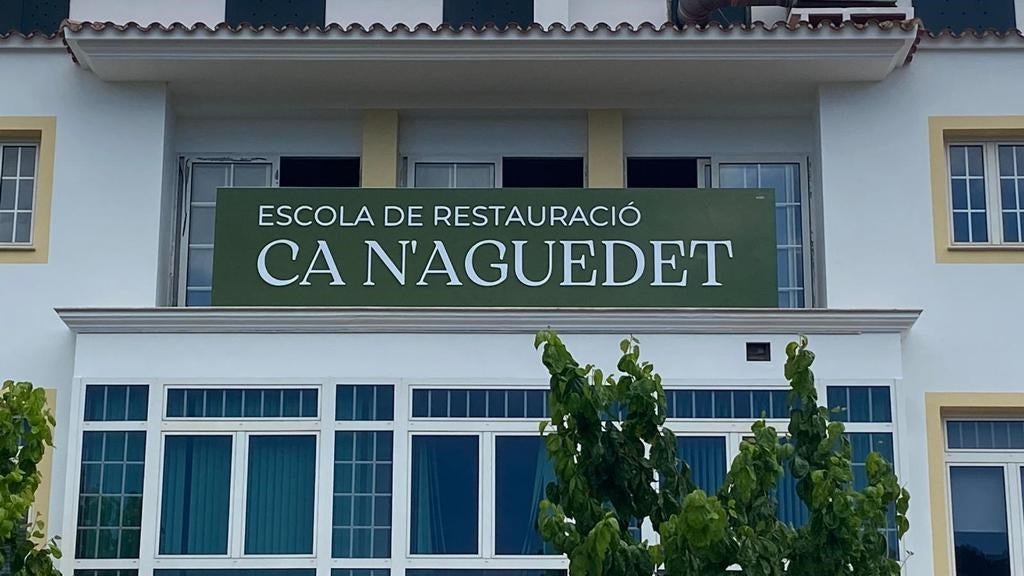 ESCOLA DE RESTAURACIÓ
CA N'AGUEDET